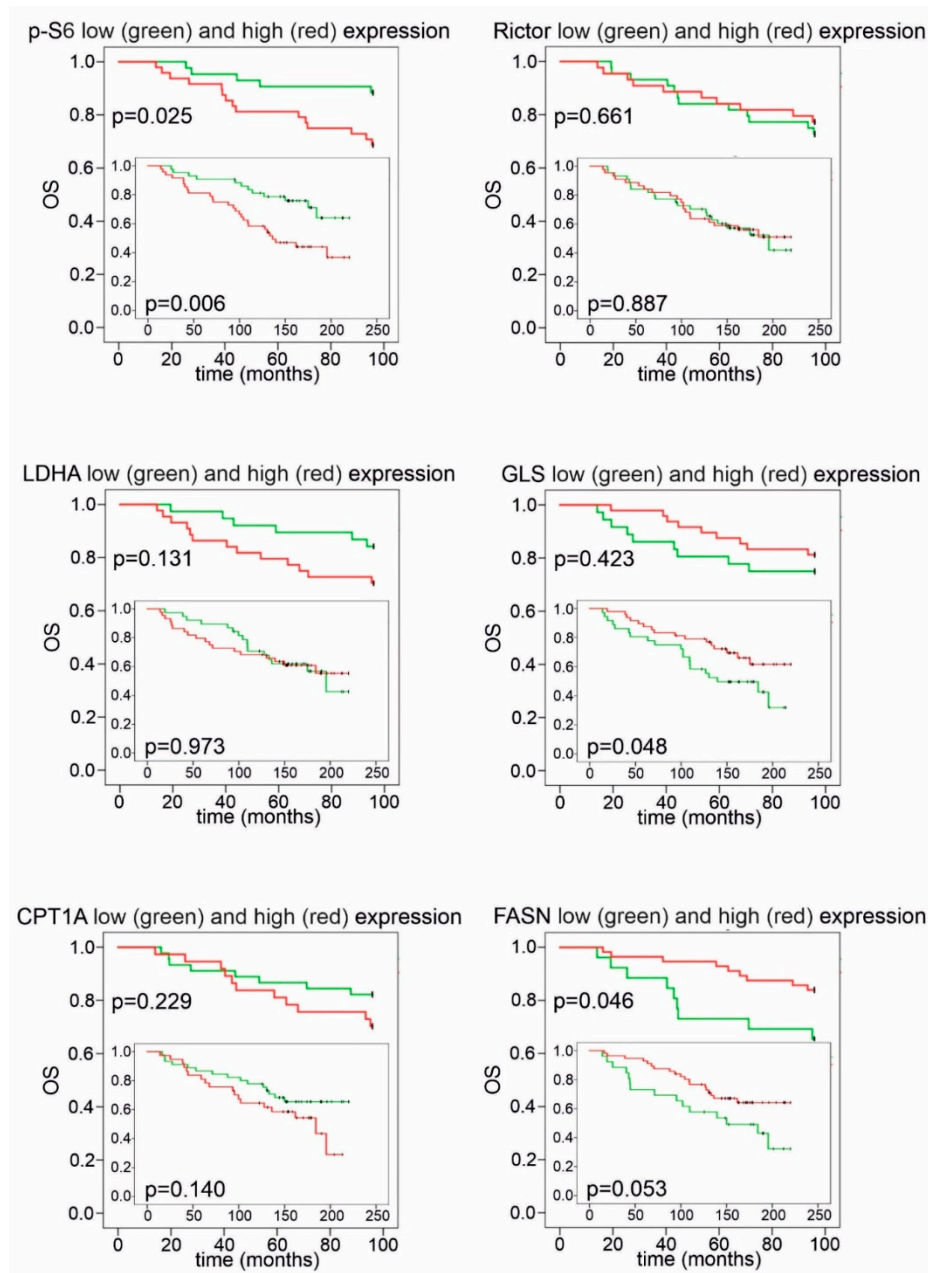 p-S6 low (green) and high (red) expression
1.0
0.8
0.6
0.4
0.2
0.0
OS
p=0.025
1.0
0.8
0.6
0.4
0.2
0.0
p=0.006
0 50 100 150 200 250
0 20 40 60 80 100
time (months)
Rictor low (green) and high (red) expression
1.0
0.8
0.6
0.4
0.2
0.0
OS
p=0.661
1.0
0.8
0.6
0.4
0.2
0.0
p=0.887
0 50 100 150 200 250
0 20 40 60 80 100
time (months)
LDHA low (green) and high (red) expression
1.0
0.8
0.6
0.4
0.2
0.0
OS
p=0.131
1.0
0.8
0.6
0.4
0.2
0.0
p=0.973
0 50 100 150 200 250
0 20 40 60 80 100
time (months)
GLS low (green) and high (red) expression
1.0
0.8
0.6
0.4
0.2
0.0
OS
p=0.423
1.0
0.8
0.6
0.4
0.2
0.0
p=0.048
0 50 100 150 200 250
0 20 40 60 80 100
time (months)
CPT1A low (green) and high (red) expression
1.0
0.8
0.6
0.4
0.2
0.0
OS
p=0.229
1.0
0.8
0.6
0.4
0.2
0.0
p=0.140
0 50 100 150 200 250
0 20 40 60 80 100
time (months)
FASN low (green) and high (red) expression
1.0
0.8
0.6
0.4
0.2
0.0
OS
p=0.046
1.0
0.8
0.6
0.4
0.2
0.0
p=0.053
0 50 100 150 200 250
0 20 40 60 80 100
time (months)